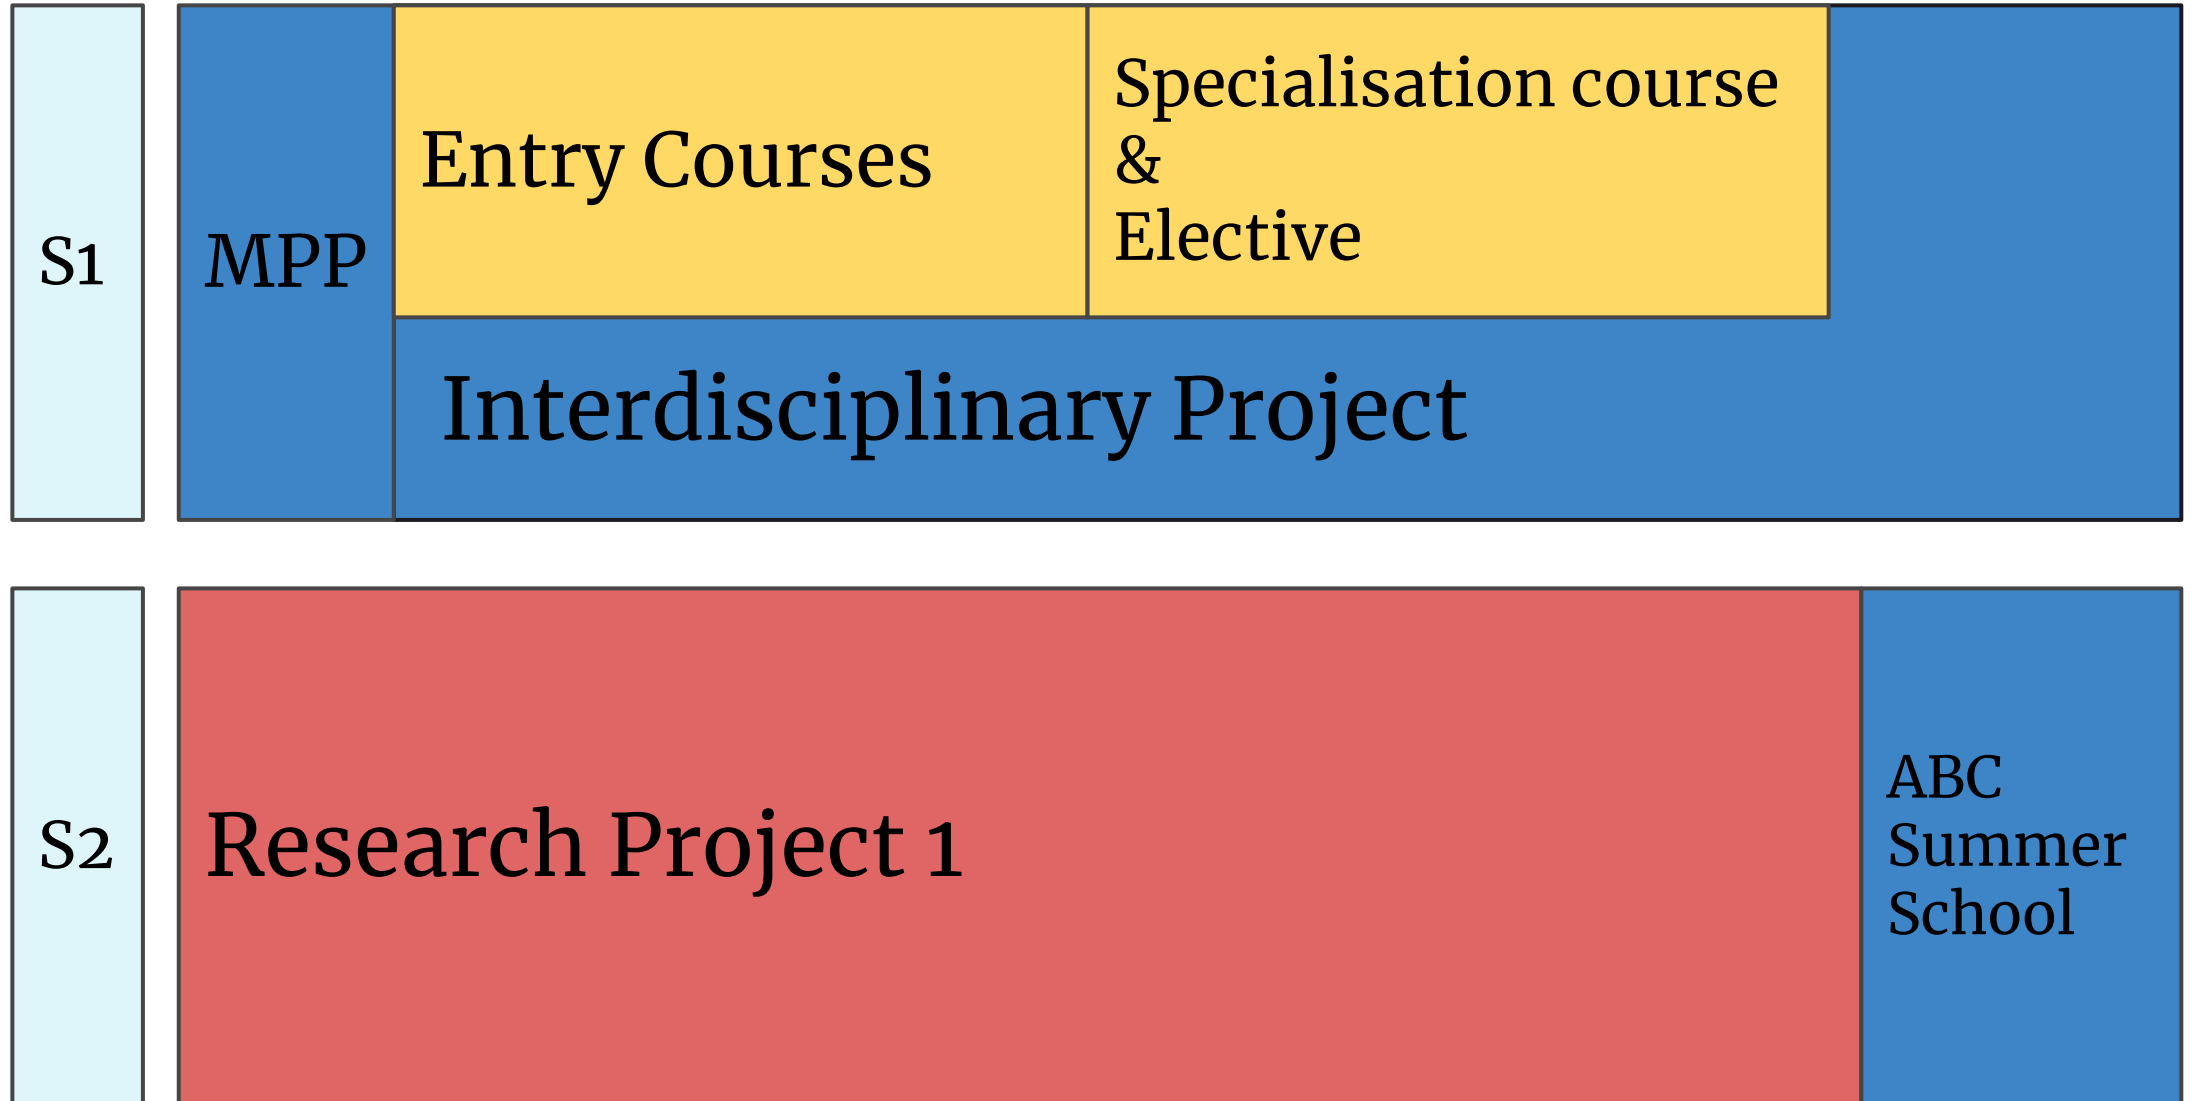 S1
MPP
Entry Courses
Specialisation course
&
Elective
Interdisciplinary Project
S2
Research Project 1
ABC
Summer
School